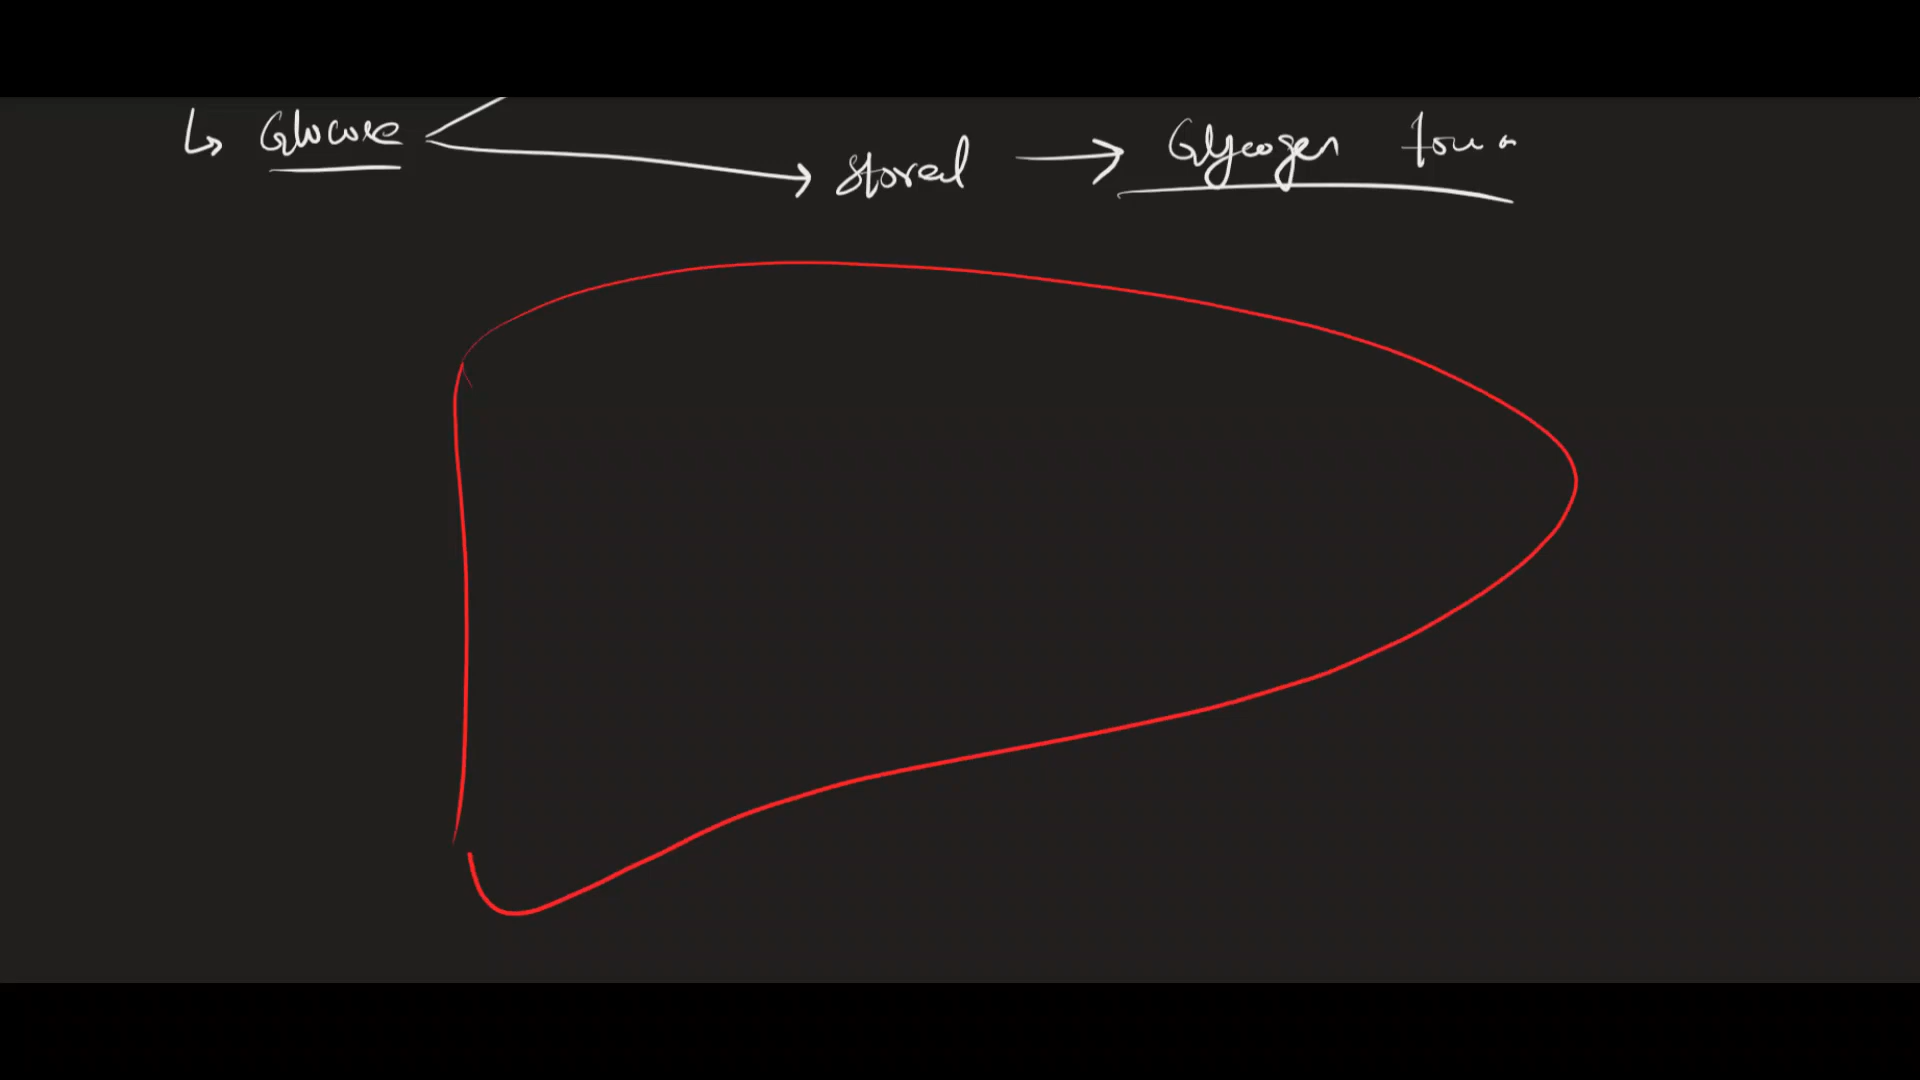 ↳ Glucose → Stored → Glycogen form